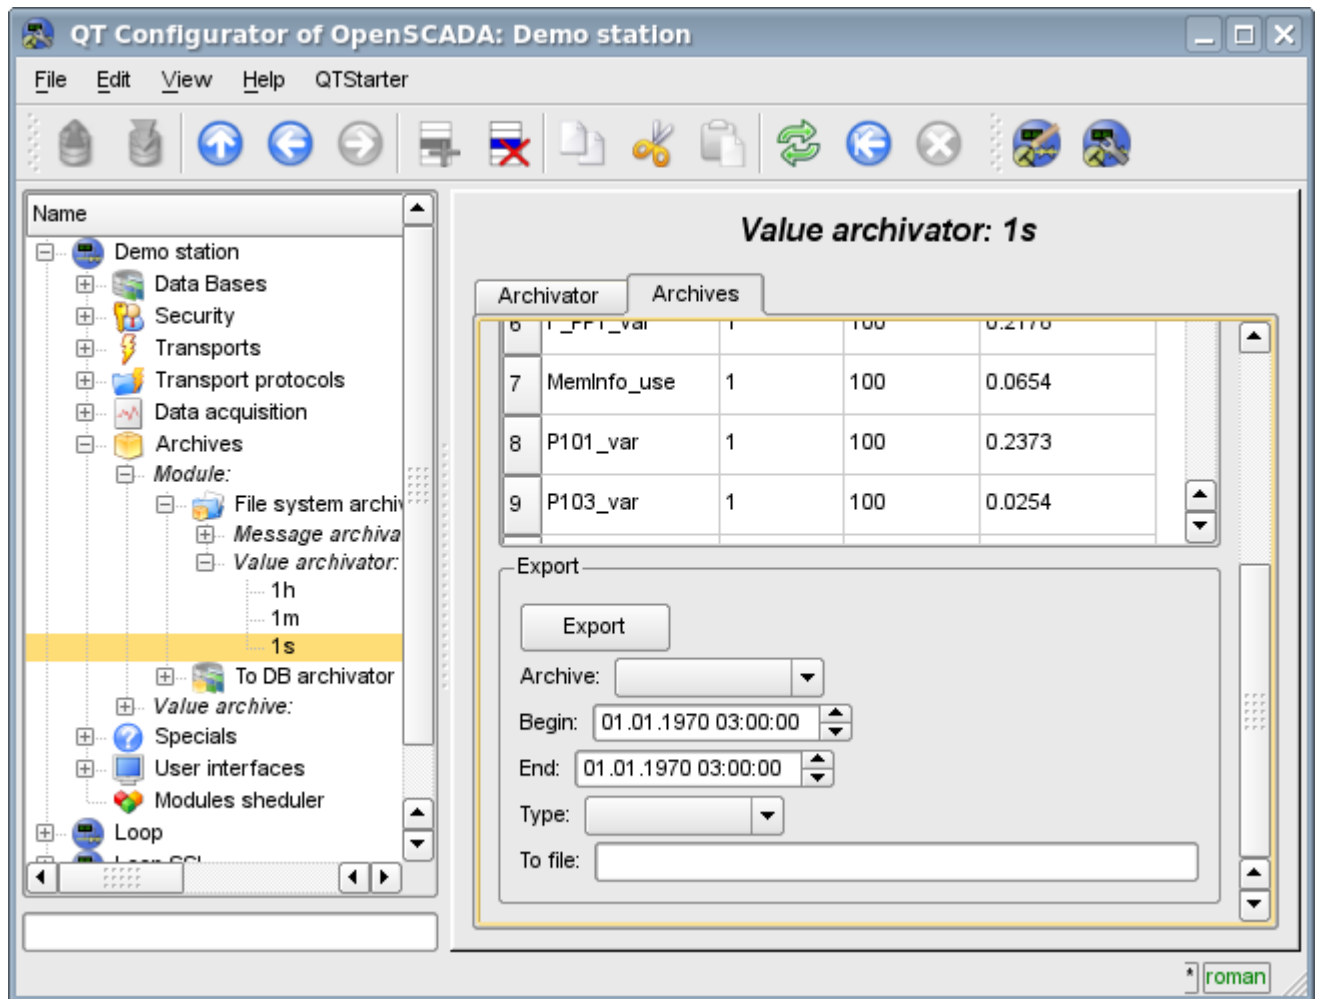 QT Configurator of OpenSCADA: Demo station
File Edit View Help QTStarter
Name
Demo station
Data Bases
Security
Transports
Transport protocols
Data acquisition
Archives
Module:
File system archiv
Message archiva
Value archivator:
1h
1m
1s
To DB archivator
Value archive:
Specials
User interfaces
Modules sheduler
Loop
Value archivator: 1s
Archivator Archives
7 MemInfo_use 1 100 0.0654
8 P101_var 1 100 0.2373
9 P103_var 1 100 0.0254
Export
Export
Archive:
Begin: 01.01.1970 03:00:00
End: 01.01.1970 03:00:00
Type:
To file:
* roman